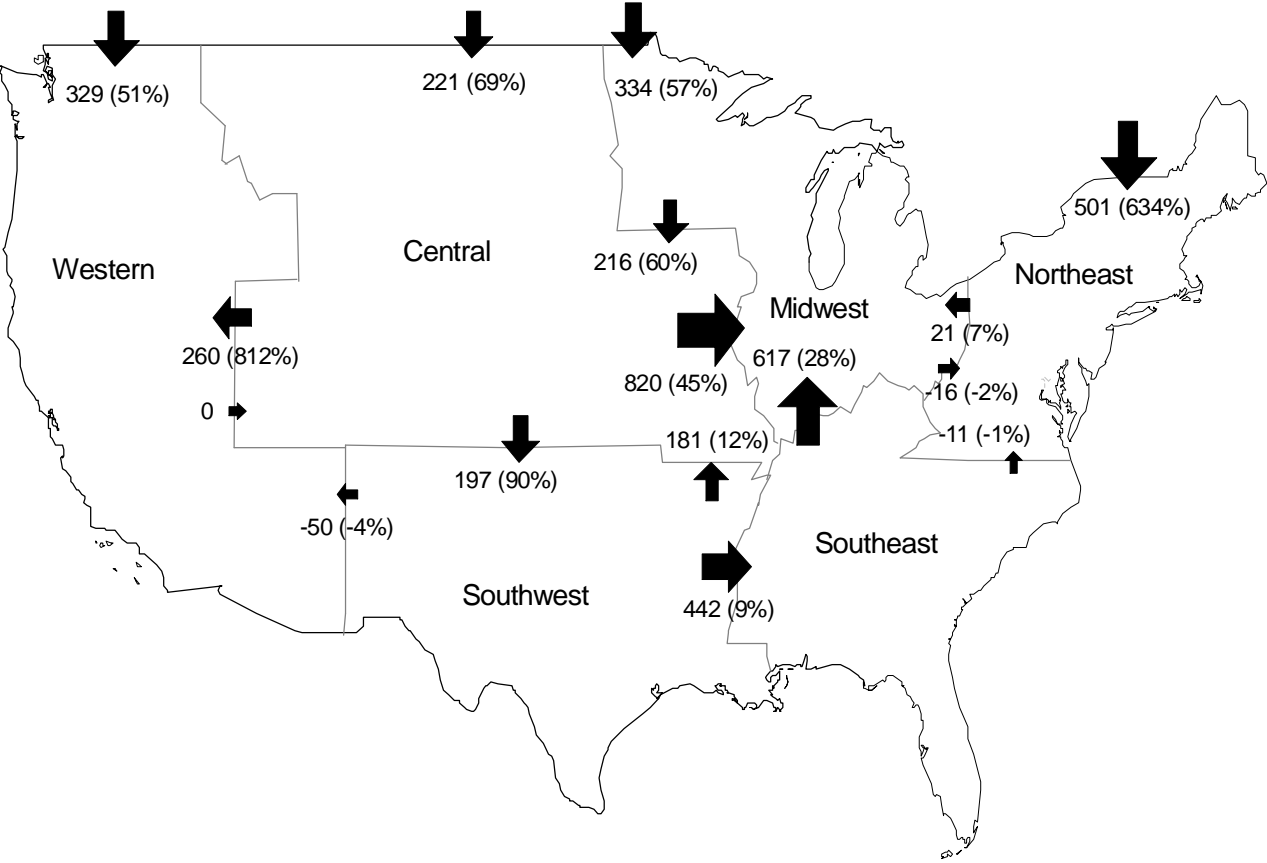 329 (51%)
221 (69%)
334 (57%)
501 (634%)
216 (60%)
Central
Western
Northeast
Midwest
21 (7%)
260 (812%)
617 (28%)
820 (45%)
-16 (-2%)
0
-11 (-1%)
181 (12%)
197 (90%)
-50 (-4%)
Southeast
Southwest
442 (9%)